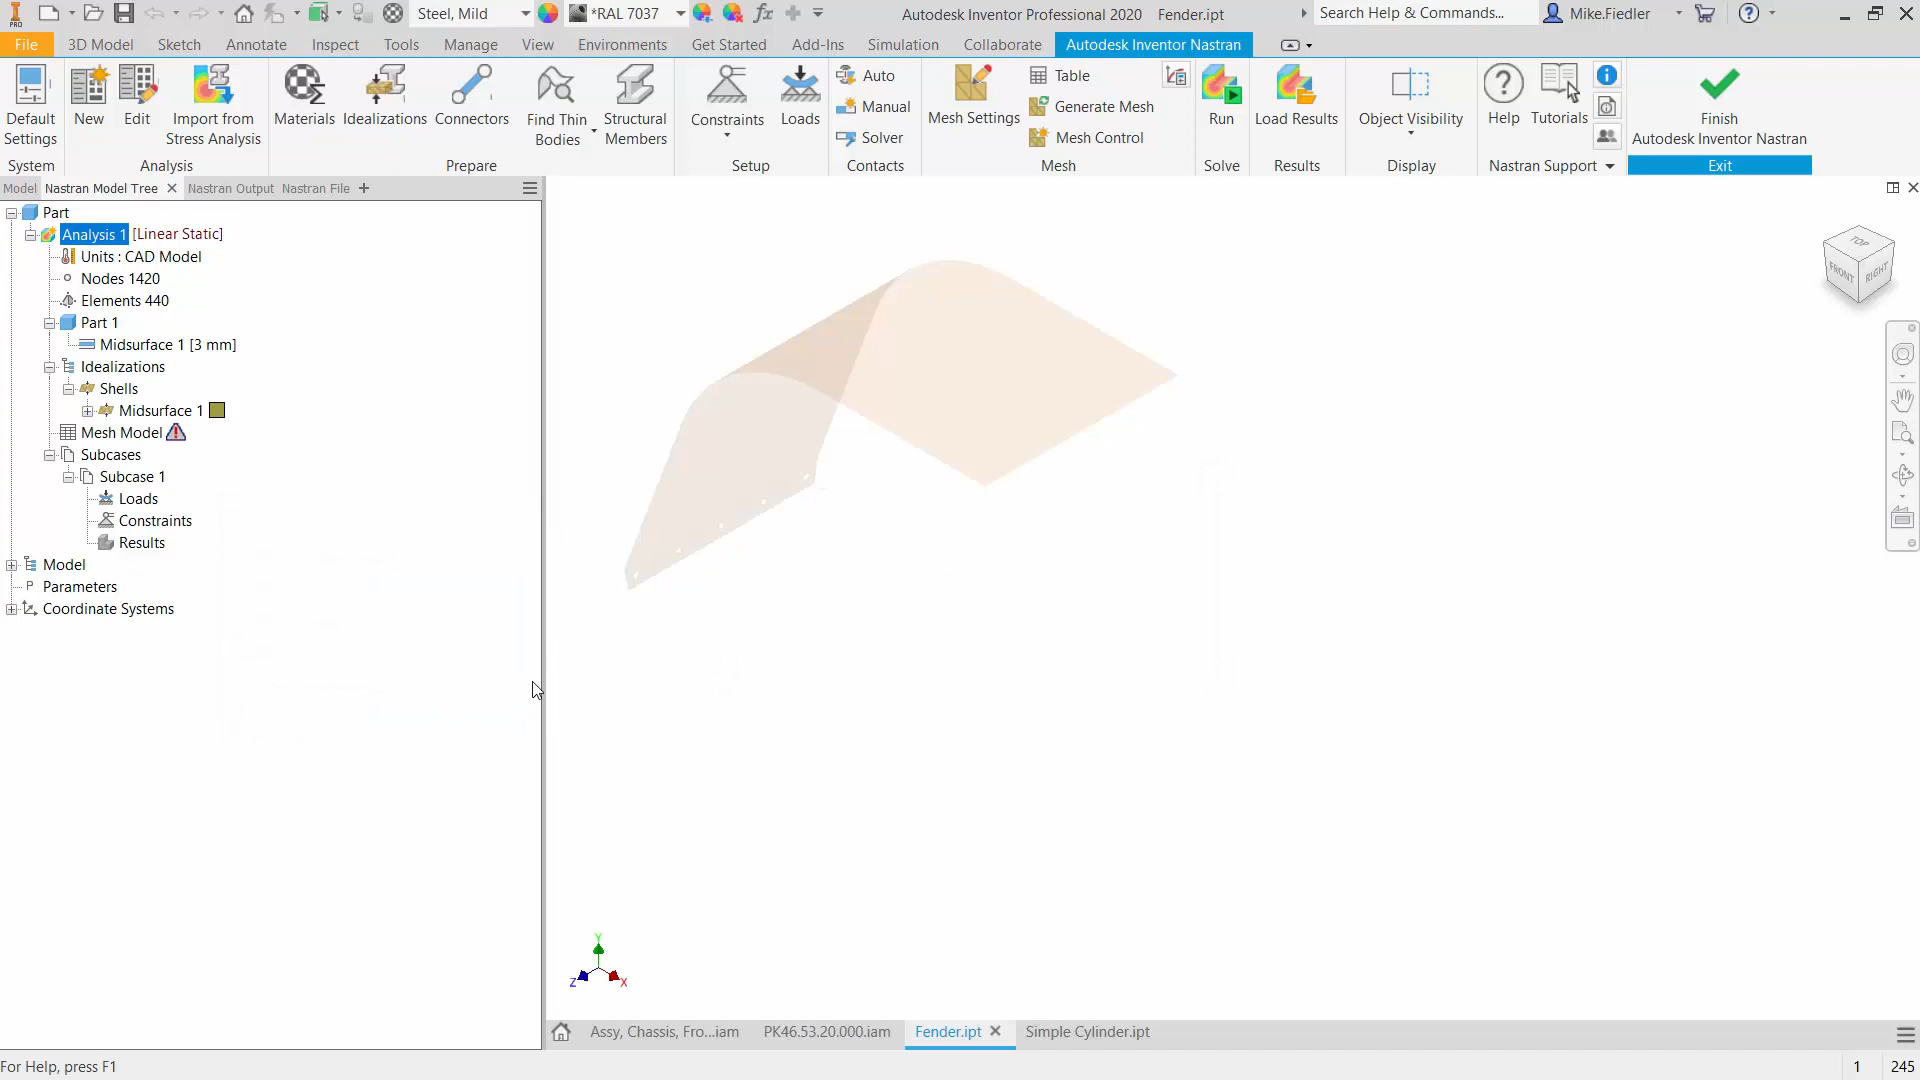 PRO
Steel, Mild
*RAL 7037
Autodesk Inventor Professional 2020 Fender.ipt
Search Help & Commands...
Mike.Fiedler
File
3D Model
Sketch
Annotate
Inspect
Tools
Manage
View
Environments
Get Started
Add-Ins
Simulation
Collaborate
Autodesk Inventor Nastran
Default
Settings
New
Edit
Import from
Stress Analysis
Materials
Idealizations
Connectors
Find Thin
Bodies
Structural
Members
Constraints
Loads
Auto
Manual
Solver
Mesh Settings
Table
Generate Mesh
Mesh Control
Run
Load Results
Object Visibility
Help
Tutorials
Finish
Autodesk Inventor Nastran
System
Analysis
Prepare
Setup
Contacts
Mesh
Solve
Results
Display
Nastran Support
Exit
Model
Nastran Model Tree
Nastran Output
Nastran File
Part
Analysis 1 [Linear Static]
Units : CAD Model
Nodes 1420
Elements 440
Part 1
Midsurface 1 [3 mm]
Idealizations
Shells
Midsurface 1
Mesh Model
Subcases
Subcase 1
Loads
Constraints
Results
Model
P Parameters
Coordinate Systems
TOP
FRONT
RIGHT
Y
Z
X
Assy, Chassis, Fro...iam
PK46.53.20.000.iam
Fender.ipt
Simple Cylinder.ipt
For Help, press F1
1
245